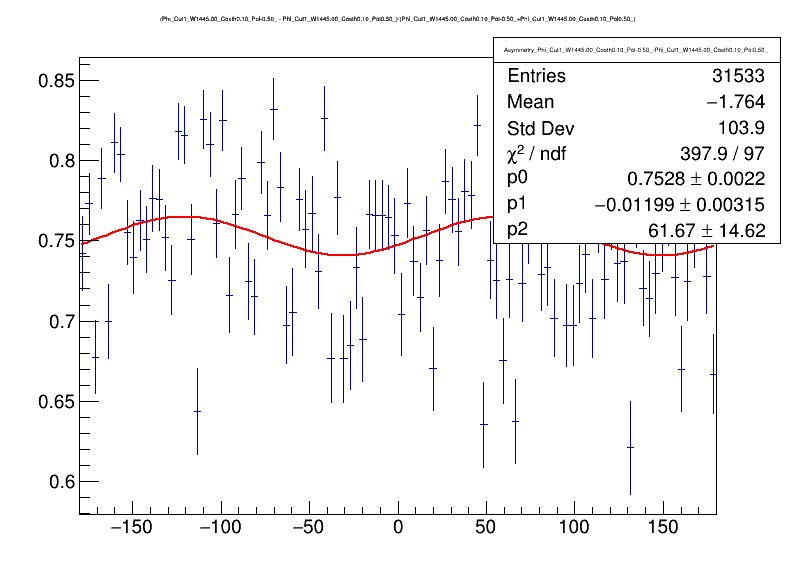 (Phi_Cut1_W1445.00_Costh0.10_Pol-0.50_ - Phi_Cut1_W1445.00_Costh0.10_Pol0.50_)/(Phi_Cut1_W1445.00_Costh0.10_Pol-0.50_+Phi_Cut1_W1445.00_Costh0.10_Pol0.50_)
Asymmetry_Phi_Cut1_W1445.00_Costh0.10_Pol-0.50_-Phi_Cut1_W1445.00_Costh0.10_Pol0.50_
Entries 31533
Mean −1.764
Std Dev 103.9
χ² / ndf 397.9 / 97
p0 0.7528 ± 0.0022
p1 −0.01199 ± 0.00315
p2 61.67 ± 14.62
0.85
0.8
0.75
0.7
0.65
0.6
−150 −100 −50 0 50 100 150